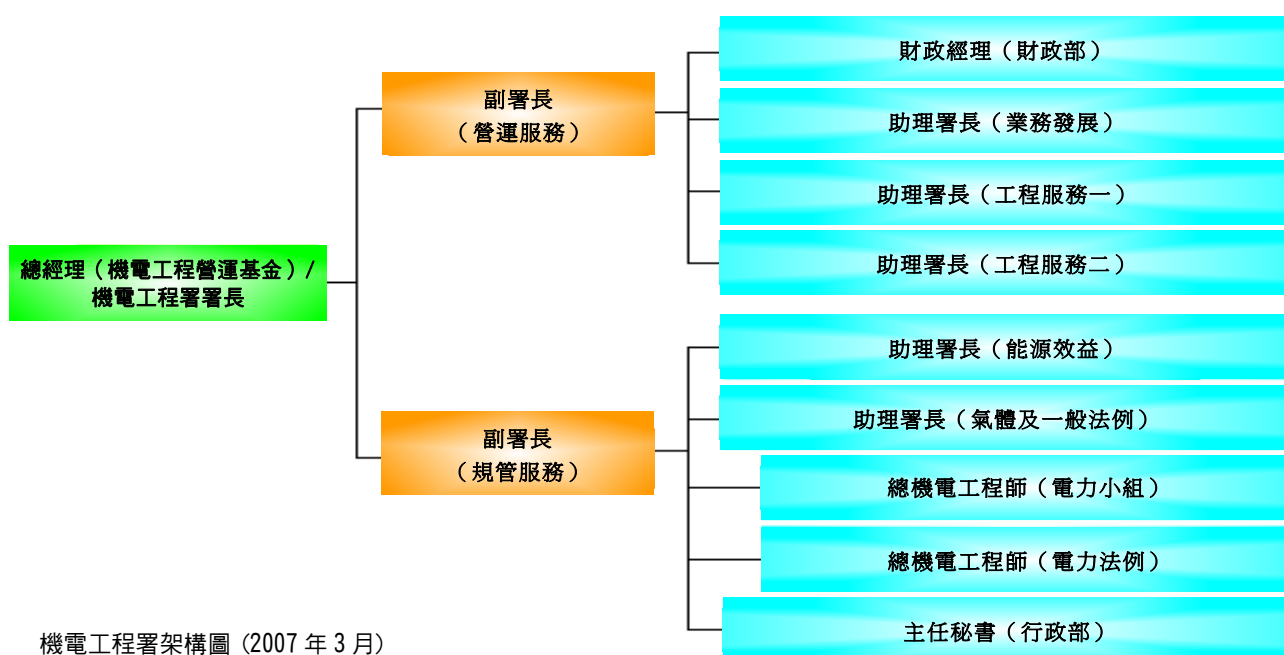 總經理（機電工程營運基金）/
機電工程署署長
副署長
（營運服務）
財政經理（財政部）
助理署長（業務發展）
助理署長（工程服務一）
助理署長（工程服務二）
副署長
（規管服務）
助理署長（能源效益）
助理署長（氣體及一般法例）
總機電工程師（電力小組）
總機電工程師（電力法例）
主任秘書（行政部）
機電工程署架構圖 (2007 年 3 月)